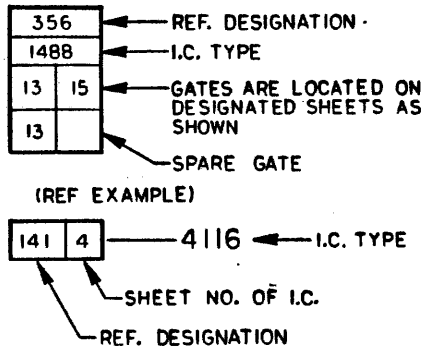 356 REF. DESIGNATION.
1488 I.C. TYPE
13 15 GATES ARE LOCATED ON
DESIGNATED SHEETS AS
SHOWN
13
SPARE GATE
(REF EXAMPLE)
141 4 4116 I.C. TYPE
SHEET NO. OF I.C.
REF. DESIGNATION